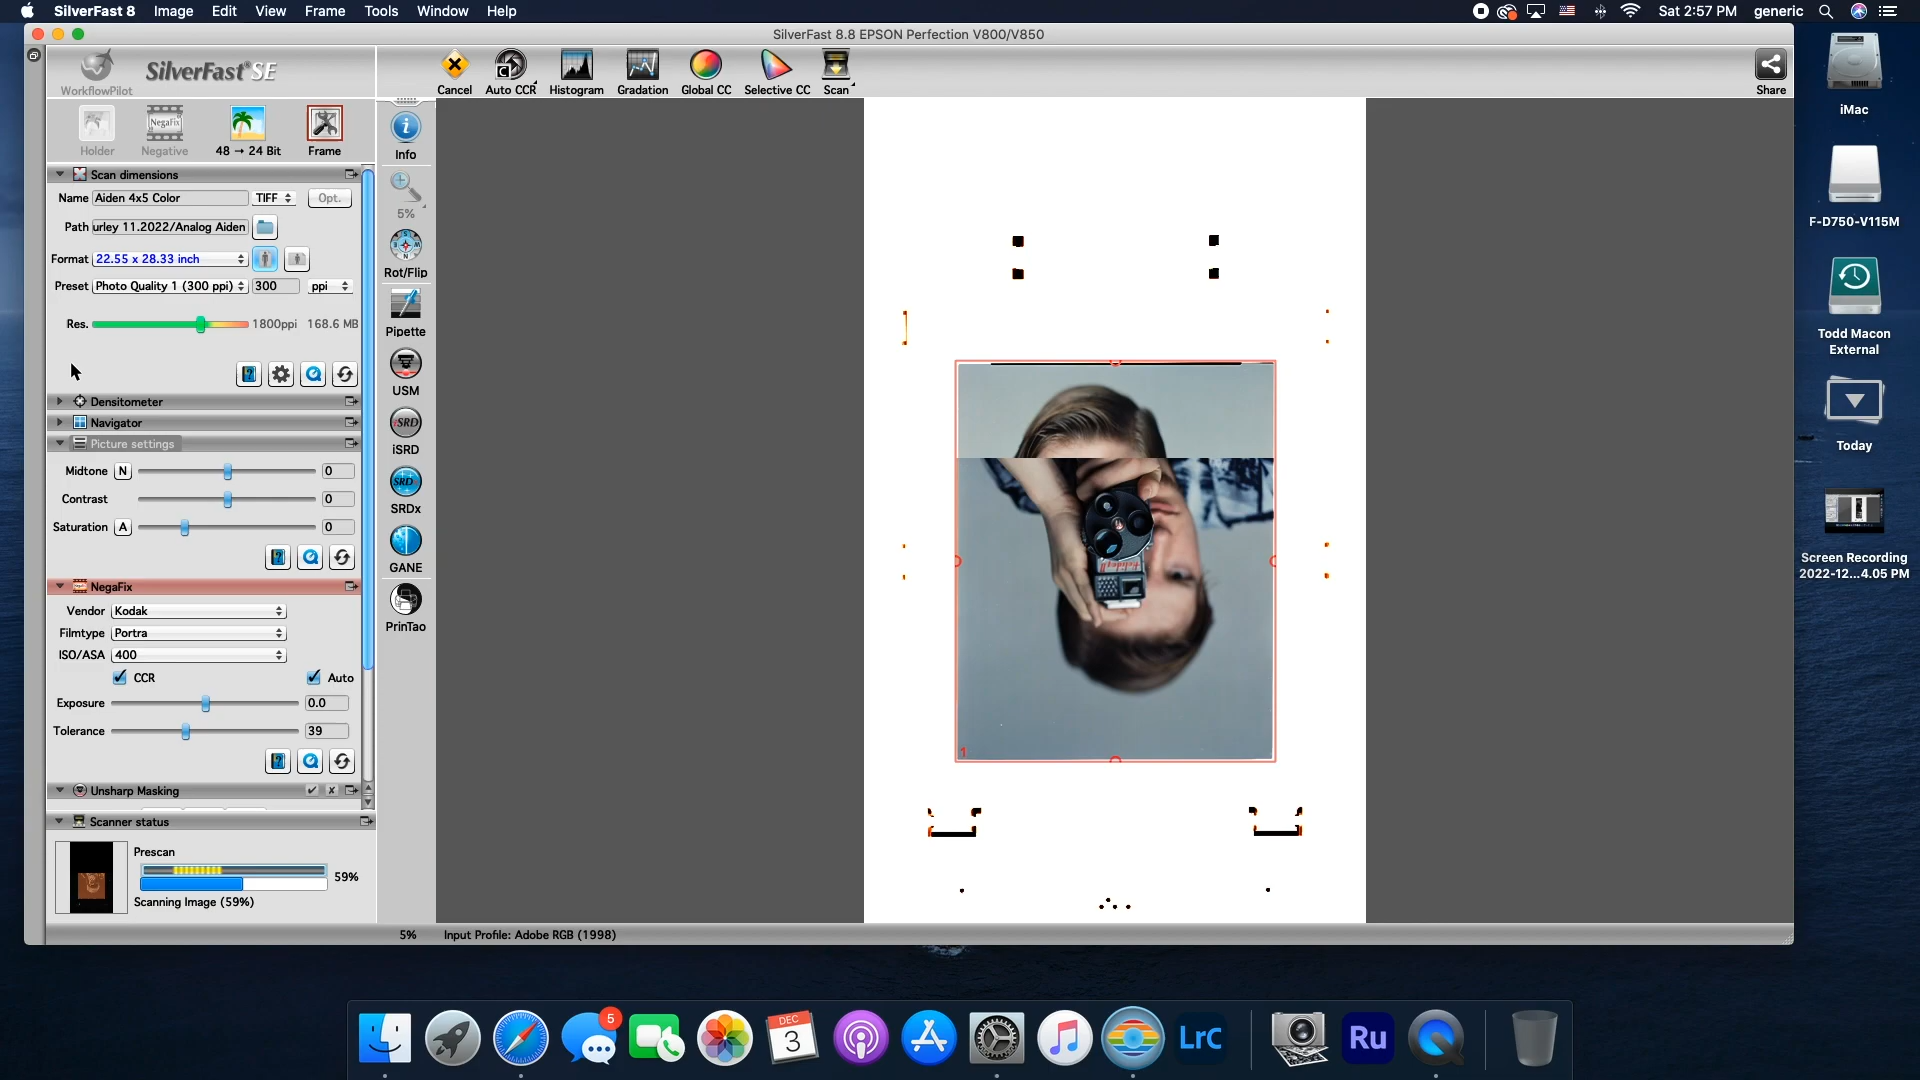 SilverFast 8 Image Edit View Frame Tools Window Help
Sat 2:57 PM generic
SilverFast 8.8 EPSON Perfection V800/V850
WorkflowPilot
SilverFast SE
Cancel Auto CCR Histogram Gradation Global CC Selective CC Scan Share
NegaFix
Holder Negative 48 → 24 Bit Frame
Scan dimensions
Name Aiden 4x5 Color TIFF Opt.
Path urley 11.2022/Analog Aiden
Format 22.55 x 28.33 inch
Preset Photo Quality 1 (300 ppi) 300 ppi
Res. 1800ppi 168.6 MB
Densitometer
Navigator
Picture settings
Midtone N 0
Contrast 0
Saturation A 0
NegaFix
Vendor Kodak
Filmtype Portra
ISO/ASA 400
CCR Auto
Exposure 0.0
Tolerance 39
Unsharp Masking
Scanner status
Prescan
59%
Scanning Image (59%)
Info
5%
Rot/Flip
Pipette
USM
iSRD
iSRD
SRDx
SRDx
GANE
PrinTao
1
5% Input Profile: Adobe RGB (1998)
iMac
F-D750-V115M
Todd Macon
External
Today
Screen Recording
2022-12...4.05 PM
5
DEC
3
LrC
Ru